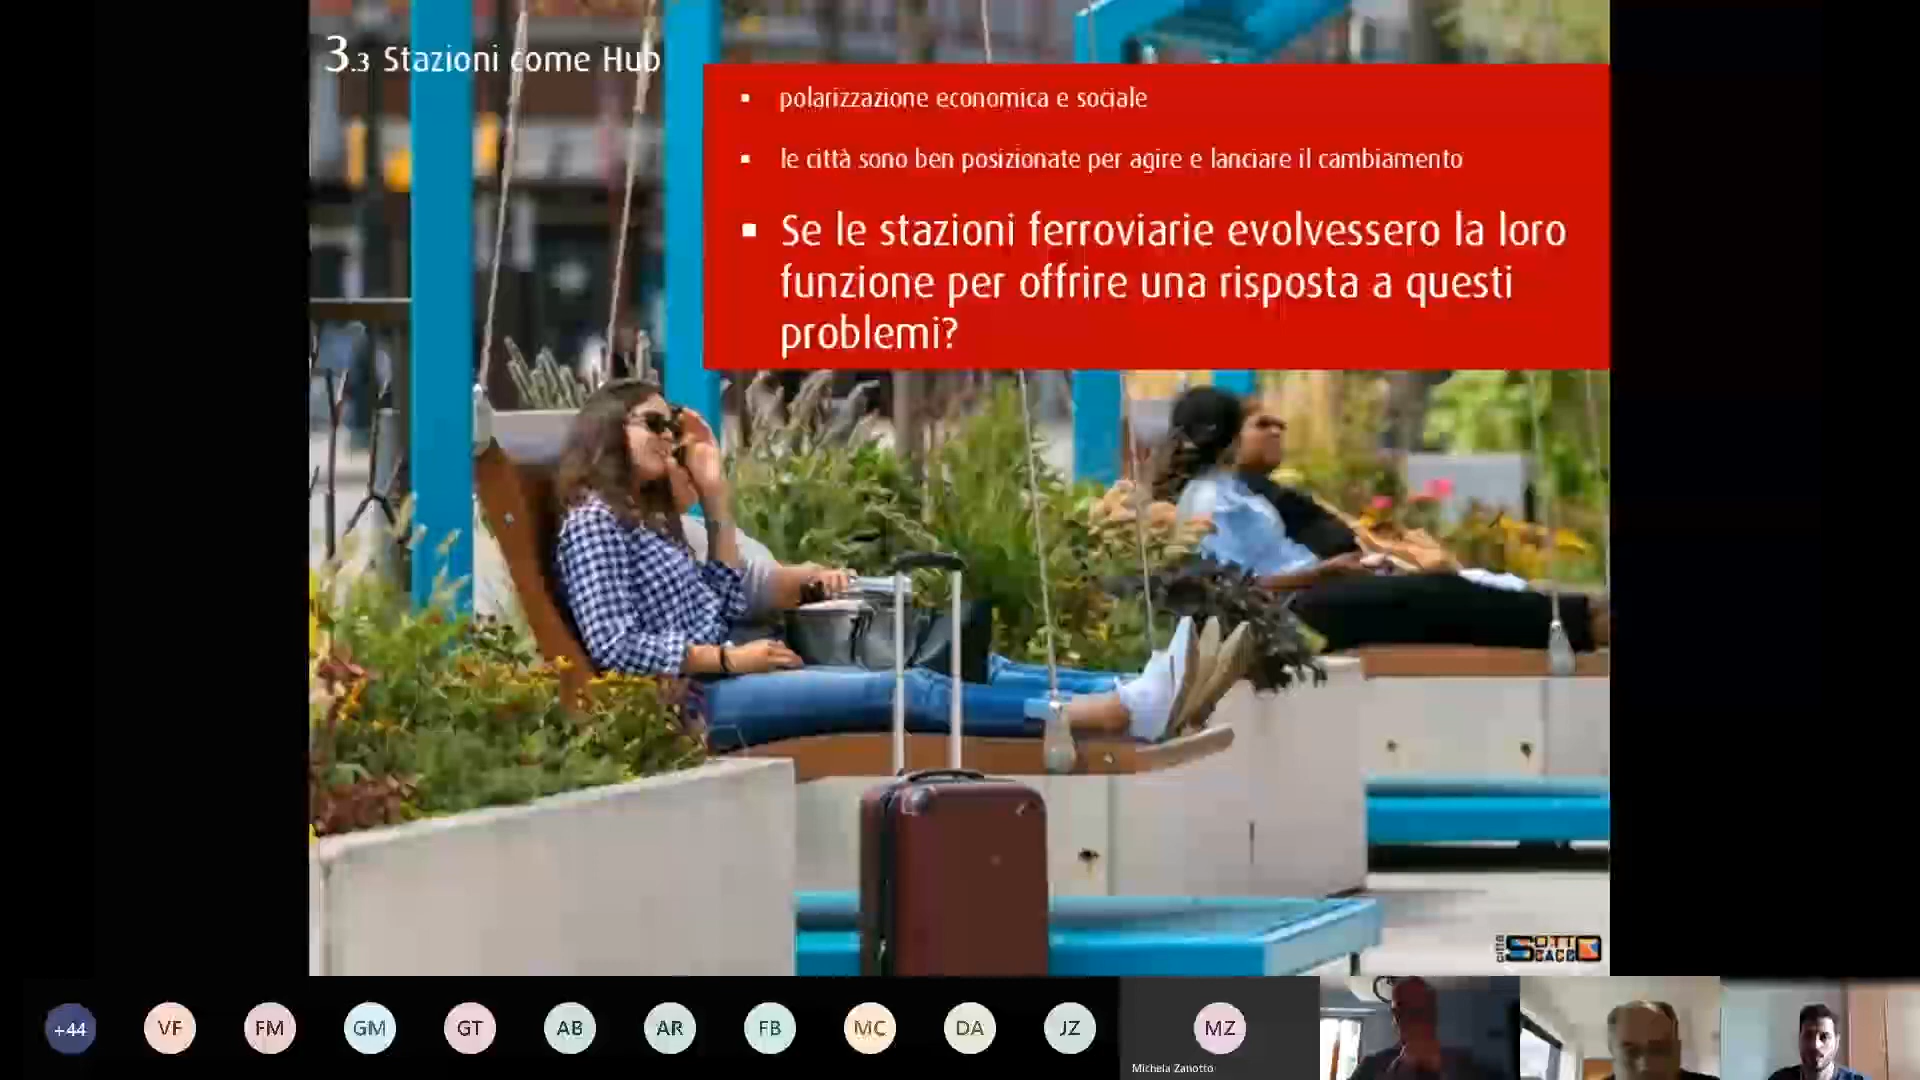 3.3 Stazioni come Hub
▪ polarizzazione economica e sociale
▪ le città sono ben posizionate per agire e lanciare il cambiamento
▪ Se le stazioni ferroviarie evolvessero la loro
funzione per offrire una risposta a questi
problemi?
SOTTO
+44
VF
FM
GM
GT
AB
AR
FB
MC
DA
JZ
MZ
Michela Zanotto